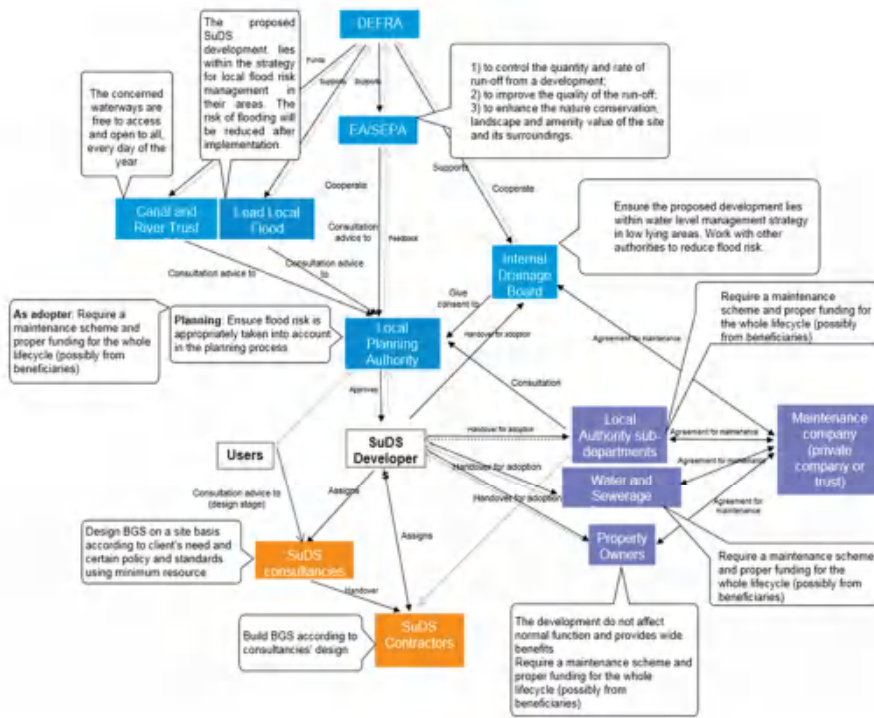 DEFRA
The proposed
SuDS
development lies
within the strategy
for local flood risk
management in
their areas. The
risk of flooding will
be reduced after
implementation.
The concerned
waterways are
free to access
and open to all,
every day of the
year
1) to control the quantity and rate of
run-off from a development;
2) to improve the quality of the run-off;
3) to enhance the nature conservation,
landscape and amenity value of the site
and its surroundings.
Funds
Supports
Supports
EA/SEPA
Supports
Cooperate
Cooperate
Canal and
River Trust
Lead Local
Flood
Consultation
advice to
Feedback
Ensure the proposed development lies
within water level management strategy
in low lying areas. Work with other
authorities to reduce flood risk.
Internal
Drainage
Board
Consultation advice to
Consultation advice
to
Give
consent to
As adopter: Require a
maintenance scheme and
proper funding for the whole
lifecycle (possibly from
beneficiaries)
Planning: Ensure flood risk is
appropriately taken into account
in the planning process
Local
Planning
Authority
Handover for adoption
Agreement for maintenance
Require a maintenance scheme
and proper funding for the
whole lifecycle (possibly from
beneficiaries)
Approves
Consultation
Users
SuDS
Developer
s
Handover for adoption
Local
Authority sub-
departments
Agreement for maintenance
Maintenance
company
(private
company or
trust)
Handover for adoption
Agreement for maintenance
Water and
Sewerage
Handover for adoption
Agreement for
maintenance
Consultation advice to
(design stage)
Assigns
Assigns
Property
Owners
Design BGS on a site basis
according to client's need and
certain policy and standards
using minimum resource
SuDS
consultancies
Handover
Require a maintenance scheme
and proper funding for the
whole lifecycle (possibly from
beneficiaries)
Build BGS according to
consultancies' design
SuDS
Contractors
The development do not affect
normal function and provides wide
benefits
Require a maintenance scheme and
proper funding for the whole
lifecycle (possibly from
beneficiaries)